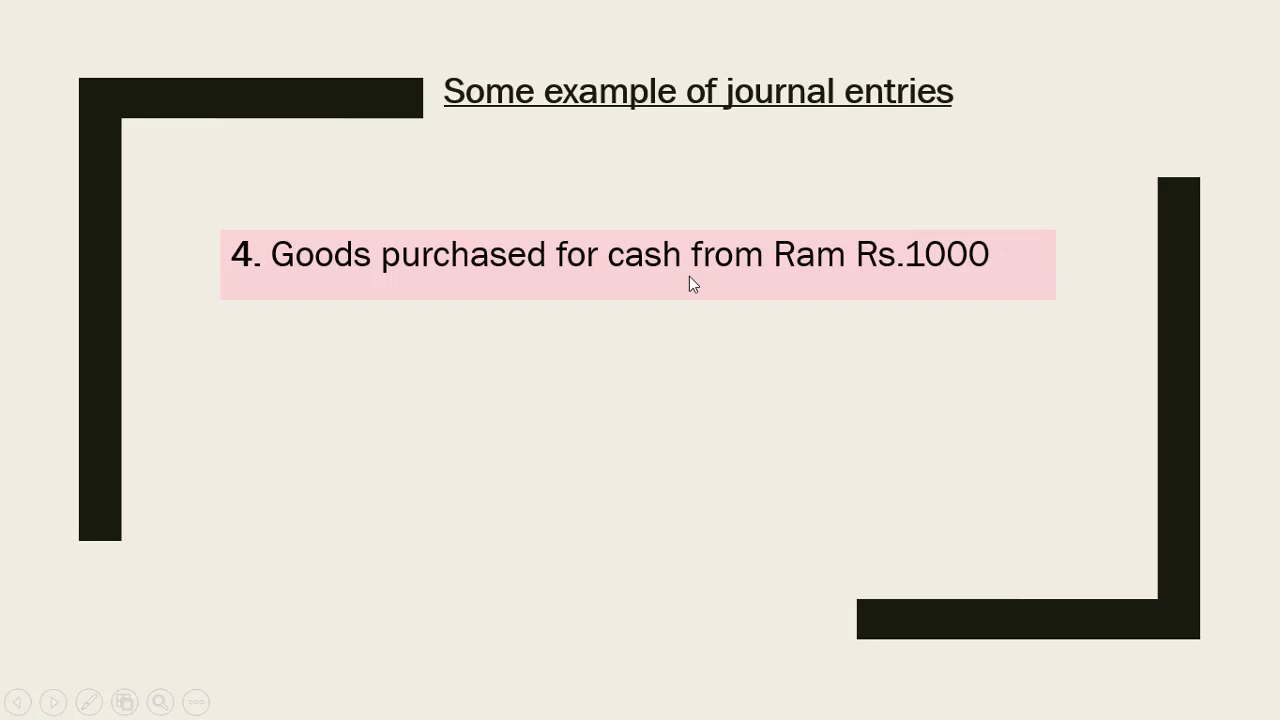 Some example of journal entries
4. Goods purchased for cash from Ram Rs.1000